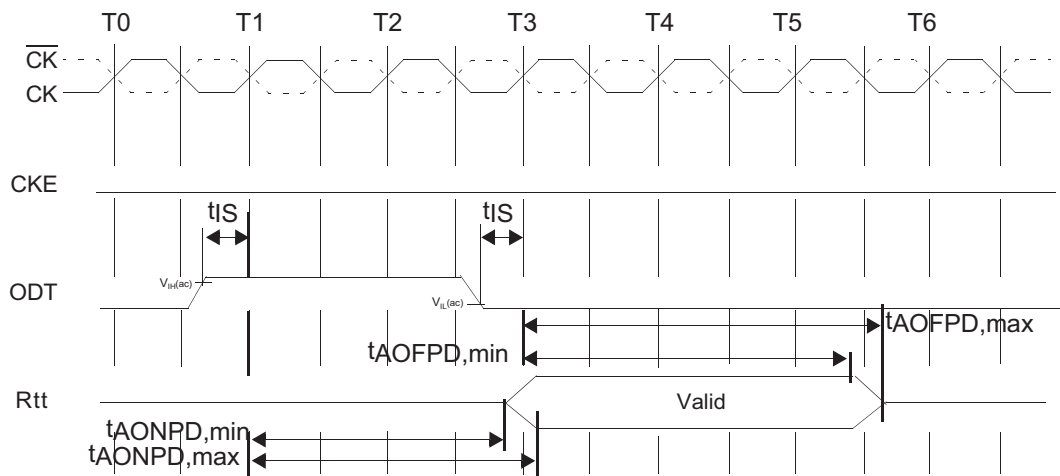 T0 T1 T2 T3 T4 T5 T6
CK
CK
CKE
tIS tIS
VIH(ac)
ODT
VIL(ac)
tAOFPD,max
tAOFPD,min
Rtt
Valid
tAONPD,min
tAONPD,max